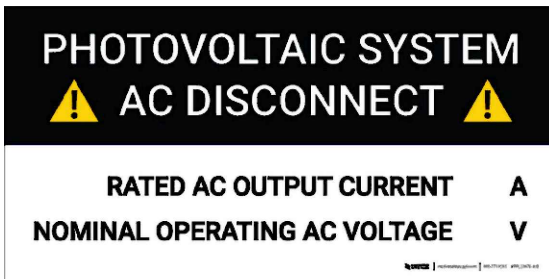 PHOTOVOLTAIC SYSTEM
AC DISCONNECT
RATED AC OUTPUT CURRENT A
NOMINAL OPERATING AC VOLTAGE V